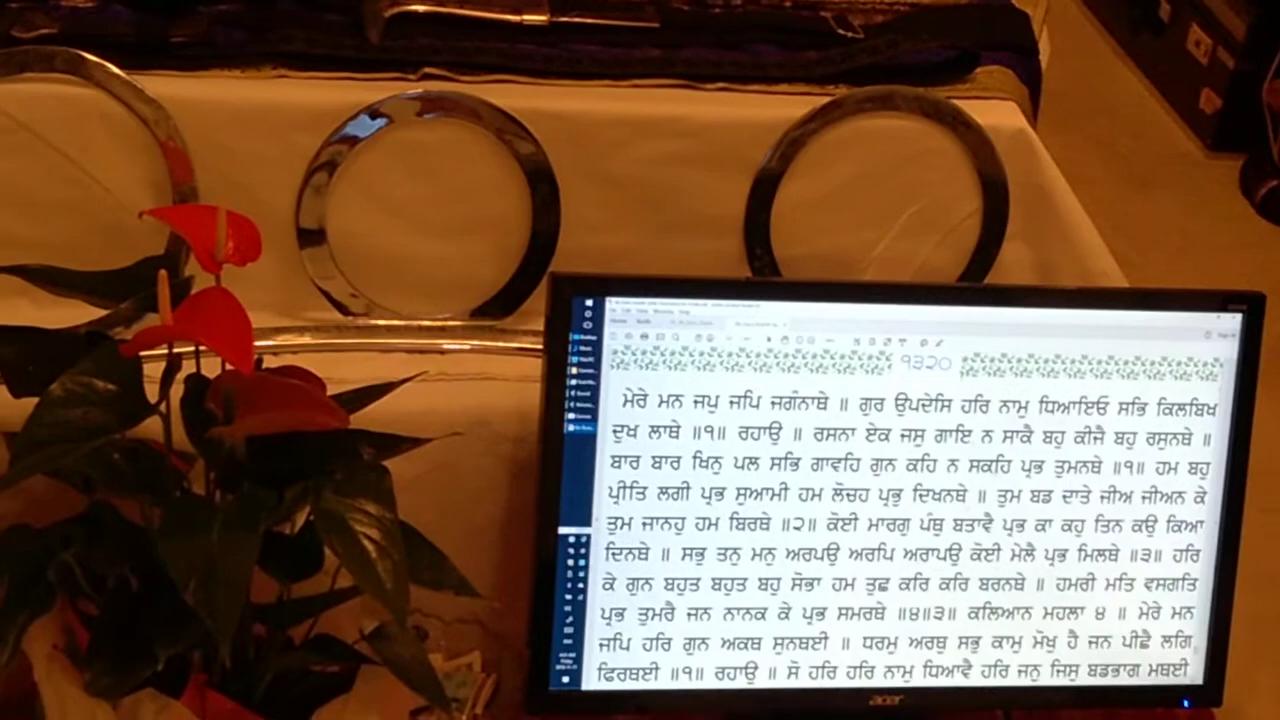 ੧੩੨੦
ਮੇਰੇ ਮਨ ਜਪੁ ਜਪਿ ਜਗੰਨਾਥੇ ॥ ਗੁਰ ਉਪਦੇਸਿ ਹਰਿ ਨਾਮੁ ਧਿਆਇਓ ਸਭਿ ਕਿਲਬਿਖ
ਦੁਖ ਲਾਥੇ ॥੧॥ ਰਹਾਉ ॥ ਰਸਨਾ ਏਕ ਜਸੁ ਗਾਇ ਨ ਸਾਕੈ ਬਹੁ ਕੀਜੈ ਬਹੁ ਰਸੁਨਥੇ ॥
ਬਾਰ ਬਾਰ ਖਿਨੁ ਪਲ ਸਭਿ ਗਾਵਹਿ ਗੁਨ ਕਹਿ ਨ ਸਕਹਿ ਪ੍ਰਭ ਤੁਮਨਥੇ ॥੧॥ ਹਮ ਬਹੁ
ਪ੍ਰੀਤਿ ਲਗੀ ਪ੍ਰਭ ਸੁਆਮੀ ਹਮ ਲੋਚਹ ਪ੍ਰਭੁ ਦਿਖਨਥੇ ॥ ਤੁਮ ਬਡ ਦਾਤੇ ਜੀਅ ਜੀਅਨ ਕੇ
ਤੁਮ ਜਾਨਹੁ ਹਮ ਬਿਰਥੇ ॥੨॥ ਕੋਈ ਮਾਰਗੁ ਪੰਥੁ ਬਤਾਵੈ ਪ੍ਰਭ ਕਾ ਕਹੁ ਤਿਨ ਕਉ ਕਿਆ
ਦਿਨਥੇ ॥ ਸਭੁ ਤਨੁ ਮਨੁ ਅਰਪਉ ਅਰਪਿ ਅਰਾਪਉ ਕੋਈ ਮੇਲੈ ਪ੍ਰਭ ਮਿਲਥੇ ॥੩॥ ਹਰਿ
ਕੇ ਗੁਨ ਬਹੁਤ ਬਹੁਤ ਬਹੁ ਸੋਭਾ ਹਮ ਤੁਛ ਕਰਿ ਕਰਿ ਬਰਨਥੇ ॥ ਹਮਰੀ ਮਤਿ ਵਸਗਤਿ
ਪ੍ਰਭ ਤੁਮਰੈ ਜਨ ਨਾਨਕ ਕੇ ਪ੍ਰਭ ਸਮਰਥੇ ॥੪॥੩॥ ਕਲਿਆਨ ਮਹਲਾ ੪ ॥ ਮੇਰੇ ਮਨ
ਜਪਿ ਹਰਿ ਗੁਨ ਅਕਥ ਸੁਨਥਈ ॥ ਧਰਮੁ ਅਰਥੁ ਸਭੁ ਕਾਮੁ ਮੋਖੁ ਹੈ ਜਨ ਪੀਛੈ ਲਗਿ
ਫਿਰਥਈ ॥੧॥ ਰਹਾਉ ॥ ਸੋ ਹਰਿ ਹਰਿ ਨਾਮੁ ਧਿਆਵੈ ਹਰਿ ਜਨੁ ਜਿਸੁ ਬਡਭਾਗ ਮਥਈ
acer